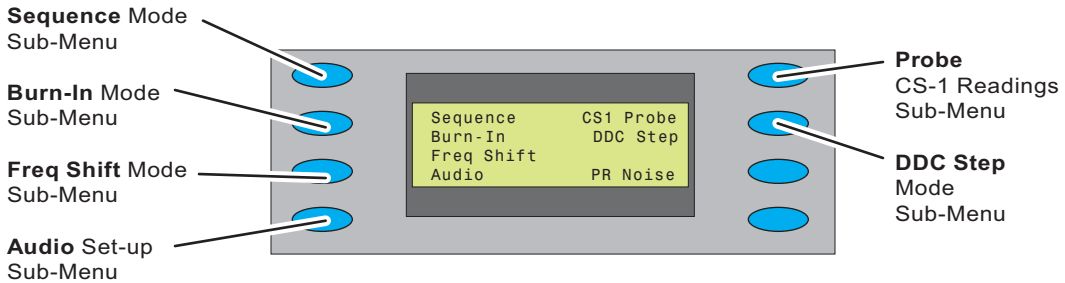 Sequence Mode
Sub-Menu
Burn-In Mode
Sub-Menu
Freq Shift Mode
Sub-Menu
Audio Set-up
Sub-Menu
Sequence CS1 Probe
Burn-In DDC Step
Freq Shift
Audio PR Noise
Probe
CS-1 Readings
Sub-Menu
DDC Step
Mode
Sub-Menu